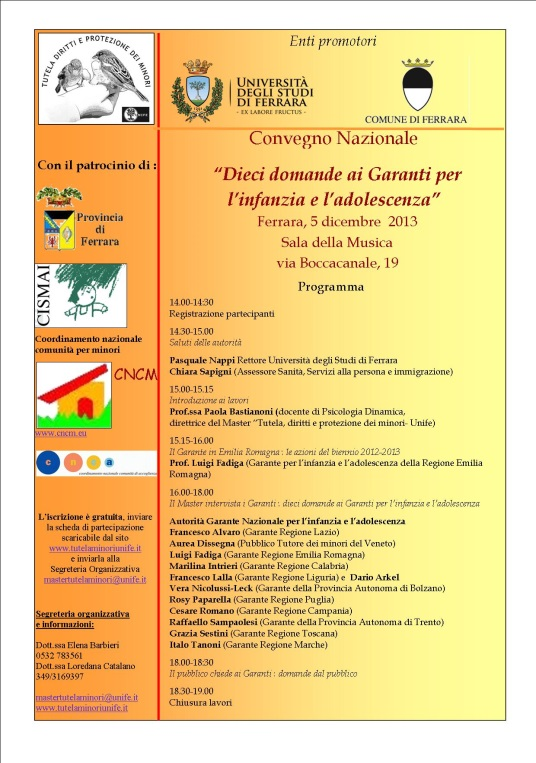 TUTELA DIRITTI E PROTEZIONE DEI MINORI
Con il patrocinio di :
Provincia
di
Ferrara
CISMAI
Coordinamento nazionale
comunità per minori
CNCM
www.cncm.eu
c n c a
coordinamento nazionale comunità di accoglienza
L'iscrizione è gratuita, inviare
la scheda di partecipazione
scaricabile dal sito
www.tutelaminoriunife.it
e inviarla alla
Segreteria Organizzativa
mastertutelaminori@unife.it
Segreteria organizzativa
e informazioni:
Dott.ssa Elena Barbieri
0532 783561
Dott.ssa Loredana Catalano
349/3169397
mastertutelaminori@unife.it
www.tutelaminoriunife.it
Enti promotori
UNIVERSITÀ
DEGLI STUDI
DI FERRARA
- EX LABORE FRUCTUS -
COMUNE DI FERRARA
Convegno Nazionale
“Dieci domande ai Garanti per
l’infanzia e l’adolescenza”
Ferrara, 5 dicembre 2013
Sala della Musica
via Boccacanale, 19
Programma
14.00-14:30
Registrazione partecipanti
14.30-15.00
Saluti delle autorità
Pasquale Nappi Rettore Università degli Studi di Ferrara
Chiara Sapigni (Assessore Sanità, Servizi alla persona e immigrazione)
15.00-15.15
Introduzione ai lavori
Prof.ssa Paola Bastianoni (docente di Psicologia Dinamica,
direttrice del Master “Tutela, diritti e protezione dei minori- Unife)
15.15-16.00
Il Garante in Emilia Romagna : le azioni del biennio 2012-2013
Prof. Luigi Fadiga (Garante per l’infanzia e l’adolescenza della Regione Emilia
Romagna)
16.00-18.00
Il Master intervista i Garanti : dieci domande ai Garanti per l’infanzia e l’adolescenza
Autorità Garante Nazionale per l’infanzia e l’adolescenza
Francesco Alvaro (Garante Regione Lazio)
Aurea Dissegna (Pubblico Tutore dei minori del Veneto)
Luigi Fadiga (Garante Regione Emilia Romagna)
Marilina Intrieri (Garante Regione Calabria)
Francesco Lalla (Garante Regione Liguria) e Dario Arkel
Vera Nicolussi-Leck (Garante della Provincia Autonoma di Bolzano)
Rosy Paparella (Garante Regione Puglia)
Cesare Romano (Garante Regione Campania)
Raffaello Sampaolesi (Garante della Provincia Autonoma di Trento)
Grazia Sestini (Garante Regione Toscana)
Italo Tanoni (Garante Regione Marche)
18.00-18:30
Il pubblico chiede ai Garanti : domande dal pubblico
18.30-19.00
Chiusura lavori